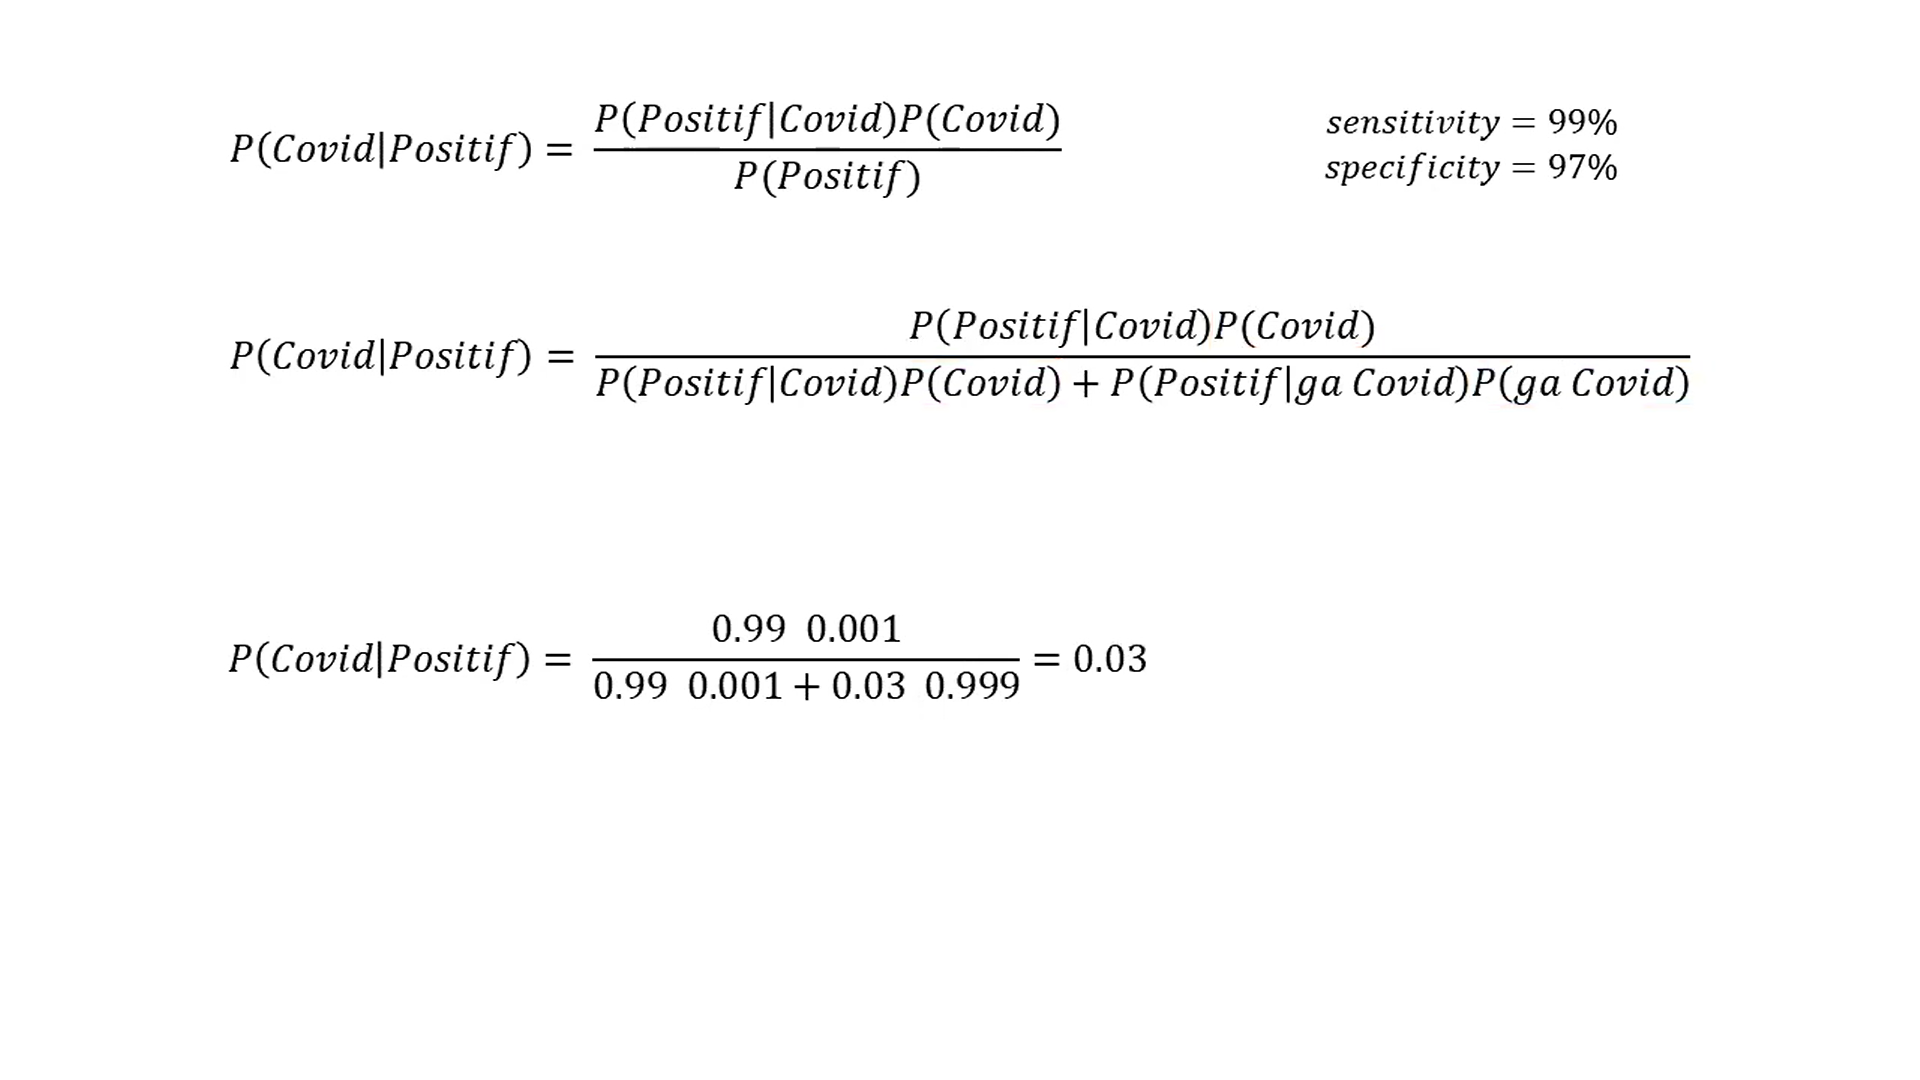 P(Covid|Positif) = P(Positif|Covid)P(Covid) / P(Positif)
sensitivity = 99%
specificity = 97%
P(Covid|Positif) = P(Positif|Covid)P(Covid) / P(Positif|Covid)P(Covid) + P(Positif|ga Covid)P(ga Covid)
P(Covid|Positif) = 0.99 0.001 / 0.99 0.001 + 0.03 0.999 = 0.03